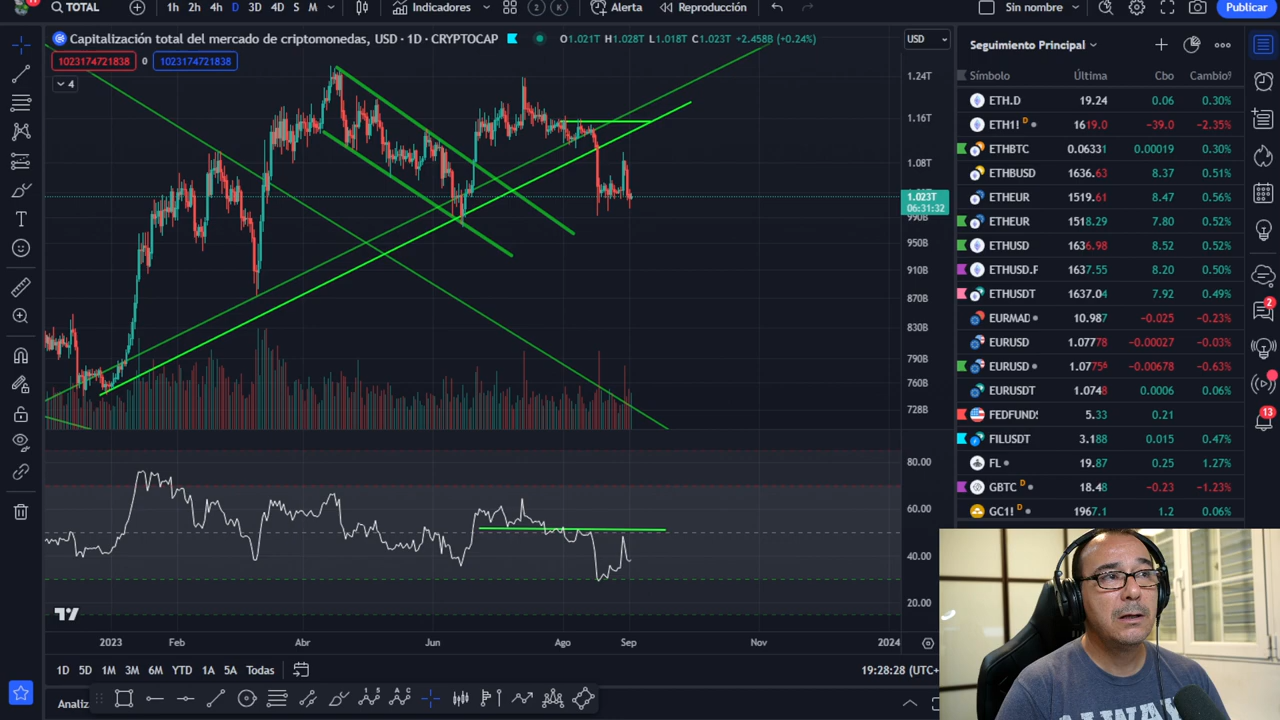 11 TOTAL 1h 2h 4h D 3D 4D S M Indicadores 2 K Alerta Reproducción Sin nombre Publicar
Capitalización total del mercado de criptomonedas, USD · 1D · CRYPTOCAP O1.021T H1.028T L1.018T C1.023T +2.458B (+0.24%) USD
1023174721838 0 1023174721838
4
1.24T
1.16T
1.08T
1.023T
06:31:32
990B
950B
910B
870B
830B
790B
760B
728B
80.00
60.00
40.00
20.00
2023 Feb Abr Jun Ago Sep Nov 2024
1D 5D 1M 3M 6M YTD 1A 5A Todas 19:28:28 (UTC+
Analiz
Seguimiento Principal
Símbolo Última Cbo Cambio%
ETH.D 19.24 0.06 0.30%
ETH1! D 1619.0 −39.0 −2.35%
ETHBTC 0.06331 0.00019 0.30%
ETHBUSD 1636.63 8.37 0.51%
ETHEUR 1519.61 8.47 0.56%
ETHEUR 1518.29 7.80 0.52%
ETHUSD 1636.98 8.52 0.52%
ETHUSD.F 1637.55 8.20 0.50%
ETHUSDT 1637.04 7.92 0.49%
EURMAD 10.987 −0.025 −0.23%
EURUSD 1.07778 −0.00027 −0.03%
EURUSD 1.07756 −0.00678 −0.63%
EURUSDT 1.0748 0.0006 0.06%
FEDFUNDS 5.33 0.21
FILUSDT 3.188 0.015 0.47%
FL 19.87 0.25 1.27%
GBTC D 18.48 −0.23 −1.23%
GC1! D 1967.1 1.2 0.06%
2
13